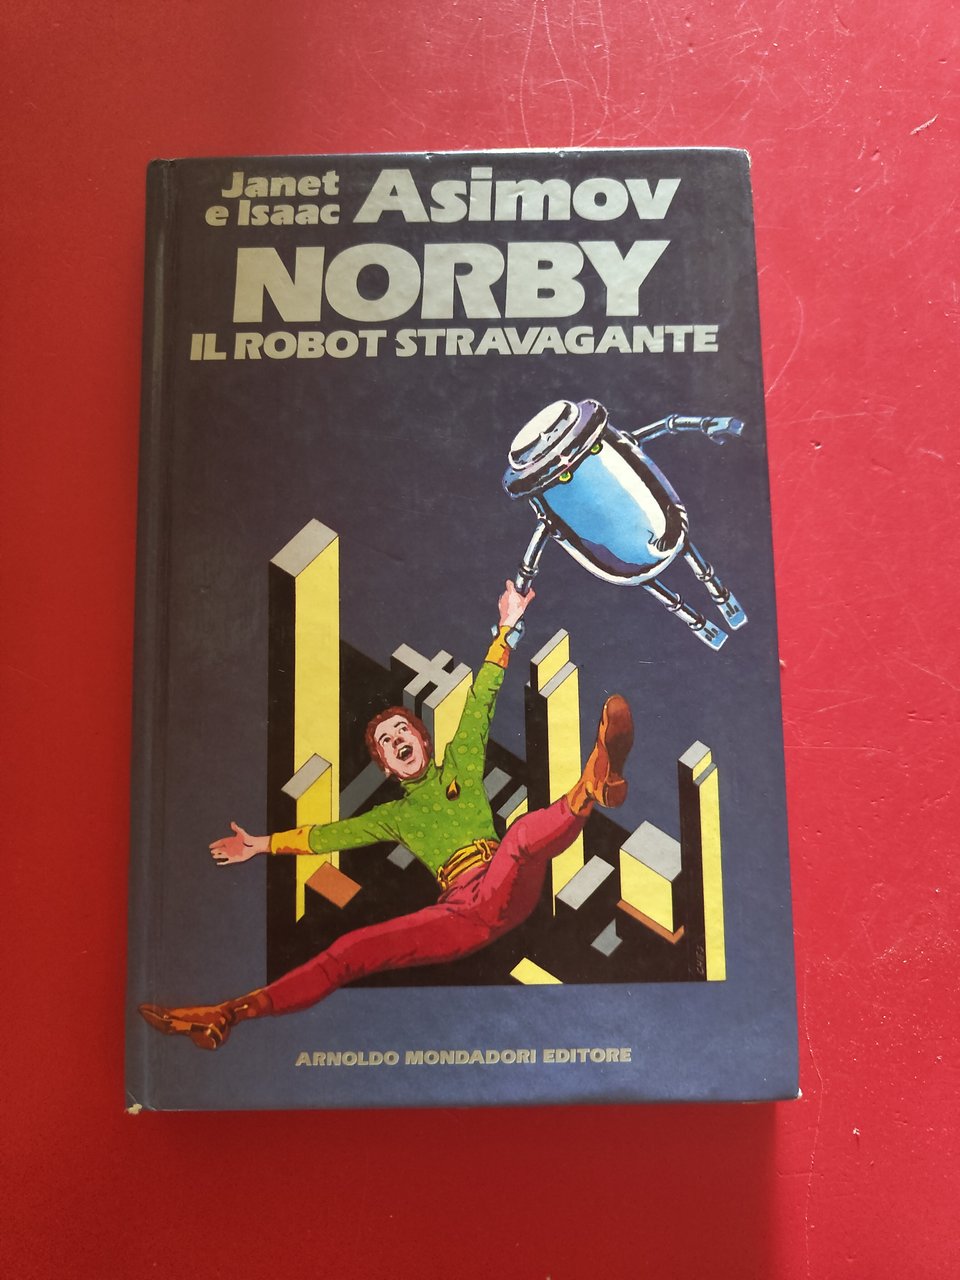 Janet
e Isaac Asimov
NORBY
IL ROBOT STRAVAGANTE
ARNOLDO MONDADORI EDITORE